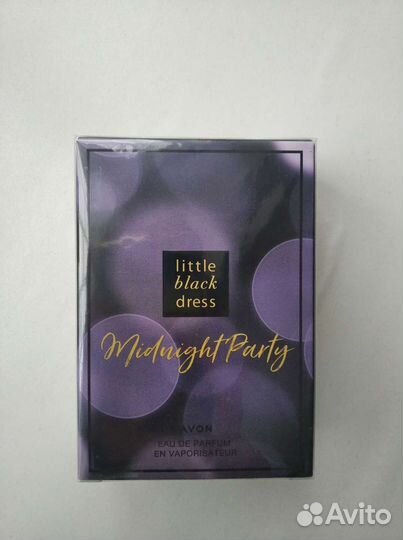 little
black
dress
Midnight Party
AVON
EAU DE PARFUM
EN VAPORISATEUR
Avito